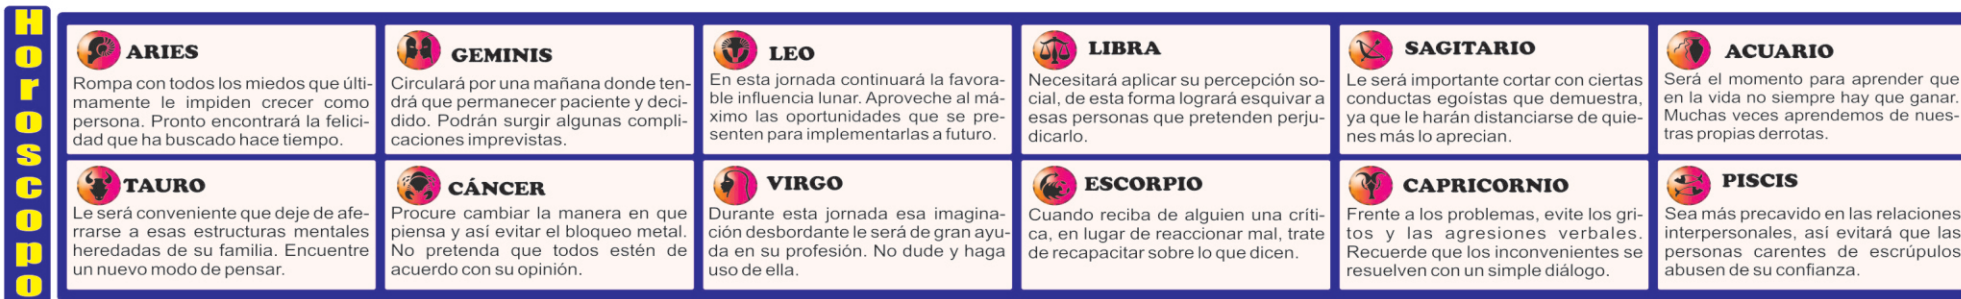 Horóscopo
ARIES
Rompa con todos los miedos que últi-
mamente le impiden crecer como
persona. Pronto encontrará la felici-
dad que ha buscado hace tiempo.
GEMINIS
Circulará por una mañana donde ten-
drá que permanecer paciente y deci-
dido. Podrán surgir algunas compli-
caciones imprevistas.
LEO
En esta jornada continuará la favora-
ble influencia lunar. Aproveche al má-
ximo las oportunidades que se pre-
senten para implementarlas a futuro.
LIBRA
Necesitará aplicar su percepción so-
cial, de esta forma logrará esquivar a
esas personas que pretenden perju-
dicarlo.
SAGITARIO
Le será importante cortar con ciertas
conductas egoístas que demuestra,
ya que le harán distanciarse de quie-
nes más lo aprecian.
ACUARIO
Será el momento para aprender que
en la vida no siempre hay que ganar.
Muchas veces aprendemos de nues-
tras propias derrotas.
TAURO
Le será conveniente que deje de afe-
rrarse a esas estructuras mentales
heredadas de su familia. Encuentre
un nuevo modo de pensar.
CÁNCER
Procure cambiar la manera en que
piensa y así evitar el bloqueo metal.
No pretenda que todos estén de
acuerdo con su opinión.
VIRGO
Durante esta jornada esa imagina-
ción desbordante le será de gran ayu-
da en su profesión. No dude y haga
uso de ella.
ESCORPIO
Cuando reciba de alguien una críti-
ca, en lugar de reaccionar mal, trate
de recapacitar sobre lo que dicen.
CAPRICORNIO
Frente a los problemas, evite los gri-
tos y las agresiones verbales.
Recuerde que los inconvenientes se
resuelven con un simple diálogo.
PISCIS
Sea más precavido en las relaciones
interpersonales, así evitará que las
personas carentes de escrúpulos
abusen de su confianza.